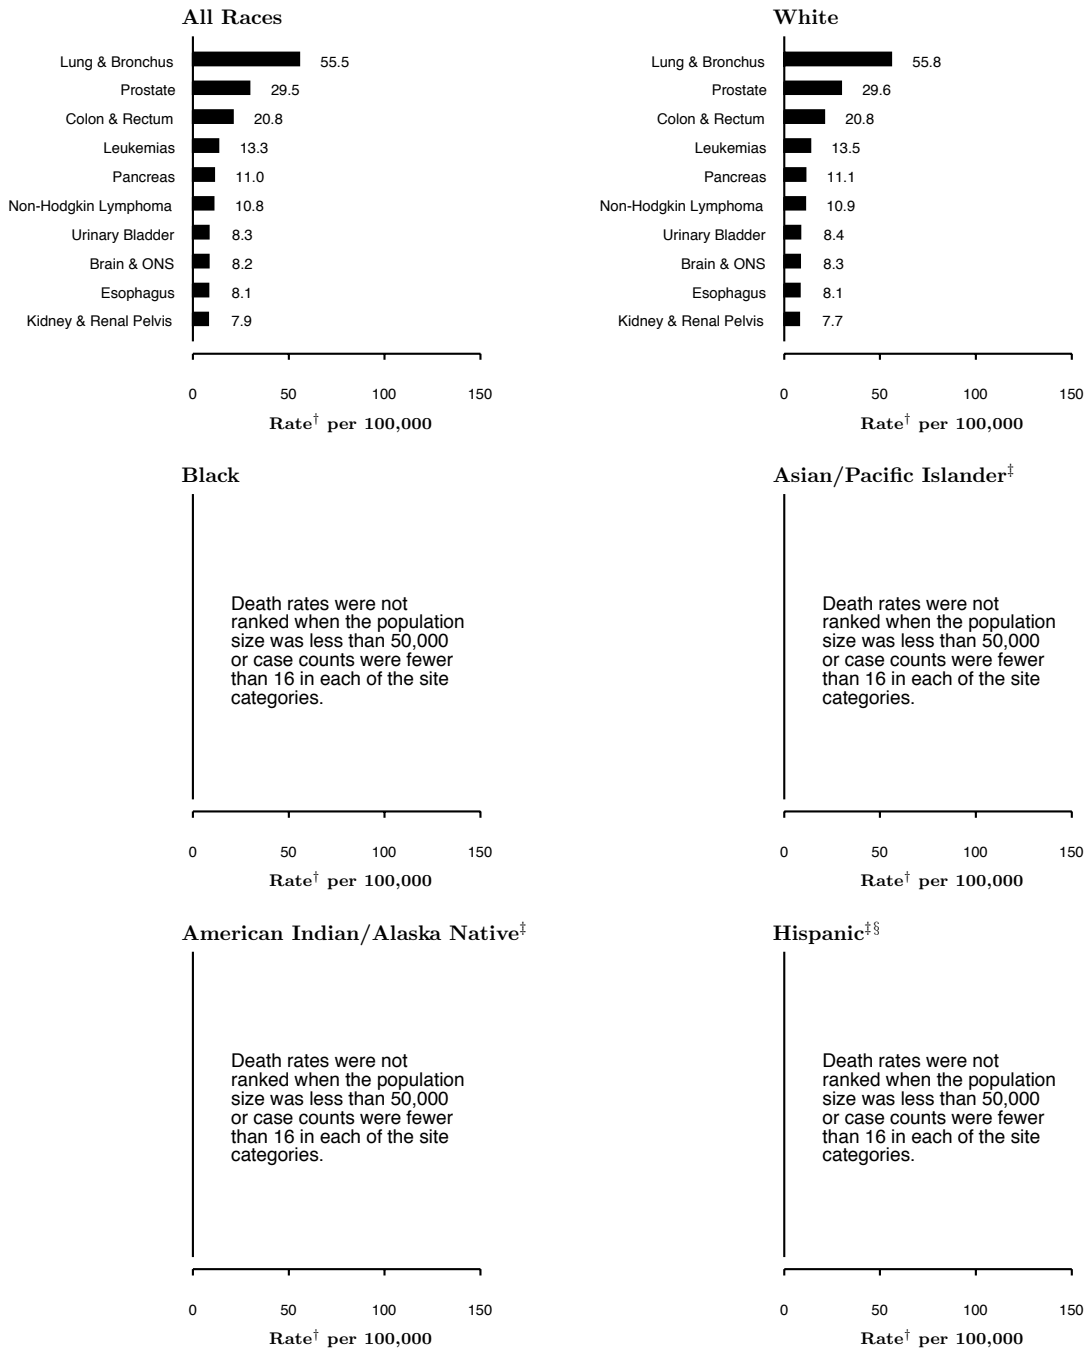 All Races
Lung & Bronchus 55.5
Prostate 29.5
Colon & Rectum 20.8
Leukemias 13.3
Pancreas 11.0
Non-Hodgkin Lymphoma 10.8
Urinary Bladder 8.3
Brain & ONS 8.2
Esophagus 8.1
Kidney & Renal Pelvis 7.9
0 50 100 150
Rate† per 100,000
White
Lung & Bronchus 55.8
Prostate 29.6
Colon & Rectum 20.8
Leukemias 13.5
Pancreas 11.1
Non-Hodgkin Lymphoma 10.9
Urinary Bladder 8.4
Brain & ONS 8.3
Esophagus 8.1
Kidney & Renal Pelvis 7.7
0 50 100 150
Rate† per 100,000
Black
Death rates were not
ranked when the population
size was less than 50,000
or case counts were fewer
than 16 in each of the site
categories.
0 50 100 150
Rate† per 100,000
Asian/Pacific Islander‡
Death rates were not
ranked when the population
size was less than 50,000
or case counts were fewer
than 16 in each of the site
categories.
0 50 100 150
Rate† per 100,000
American Indian/Alaska Native‡
Death rates were not
ranked when the population
size was less than 50,000
or case counts were fewer
than 16 in each of the site
categories.
0 50 100 150
Rate† per 100,000
Hispanic‡§
Death rates were not
ranked when the population
size was less than 50,000
or case counts were fewer
than 16 in each of the site
categories.
0 50 100 150
Rate† per 100,000